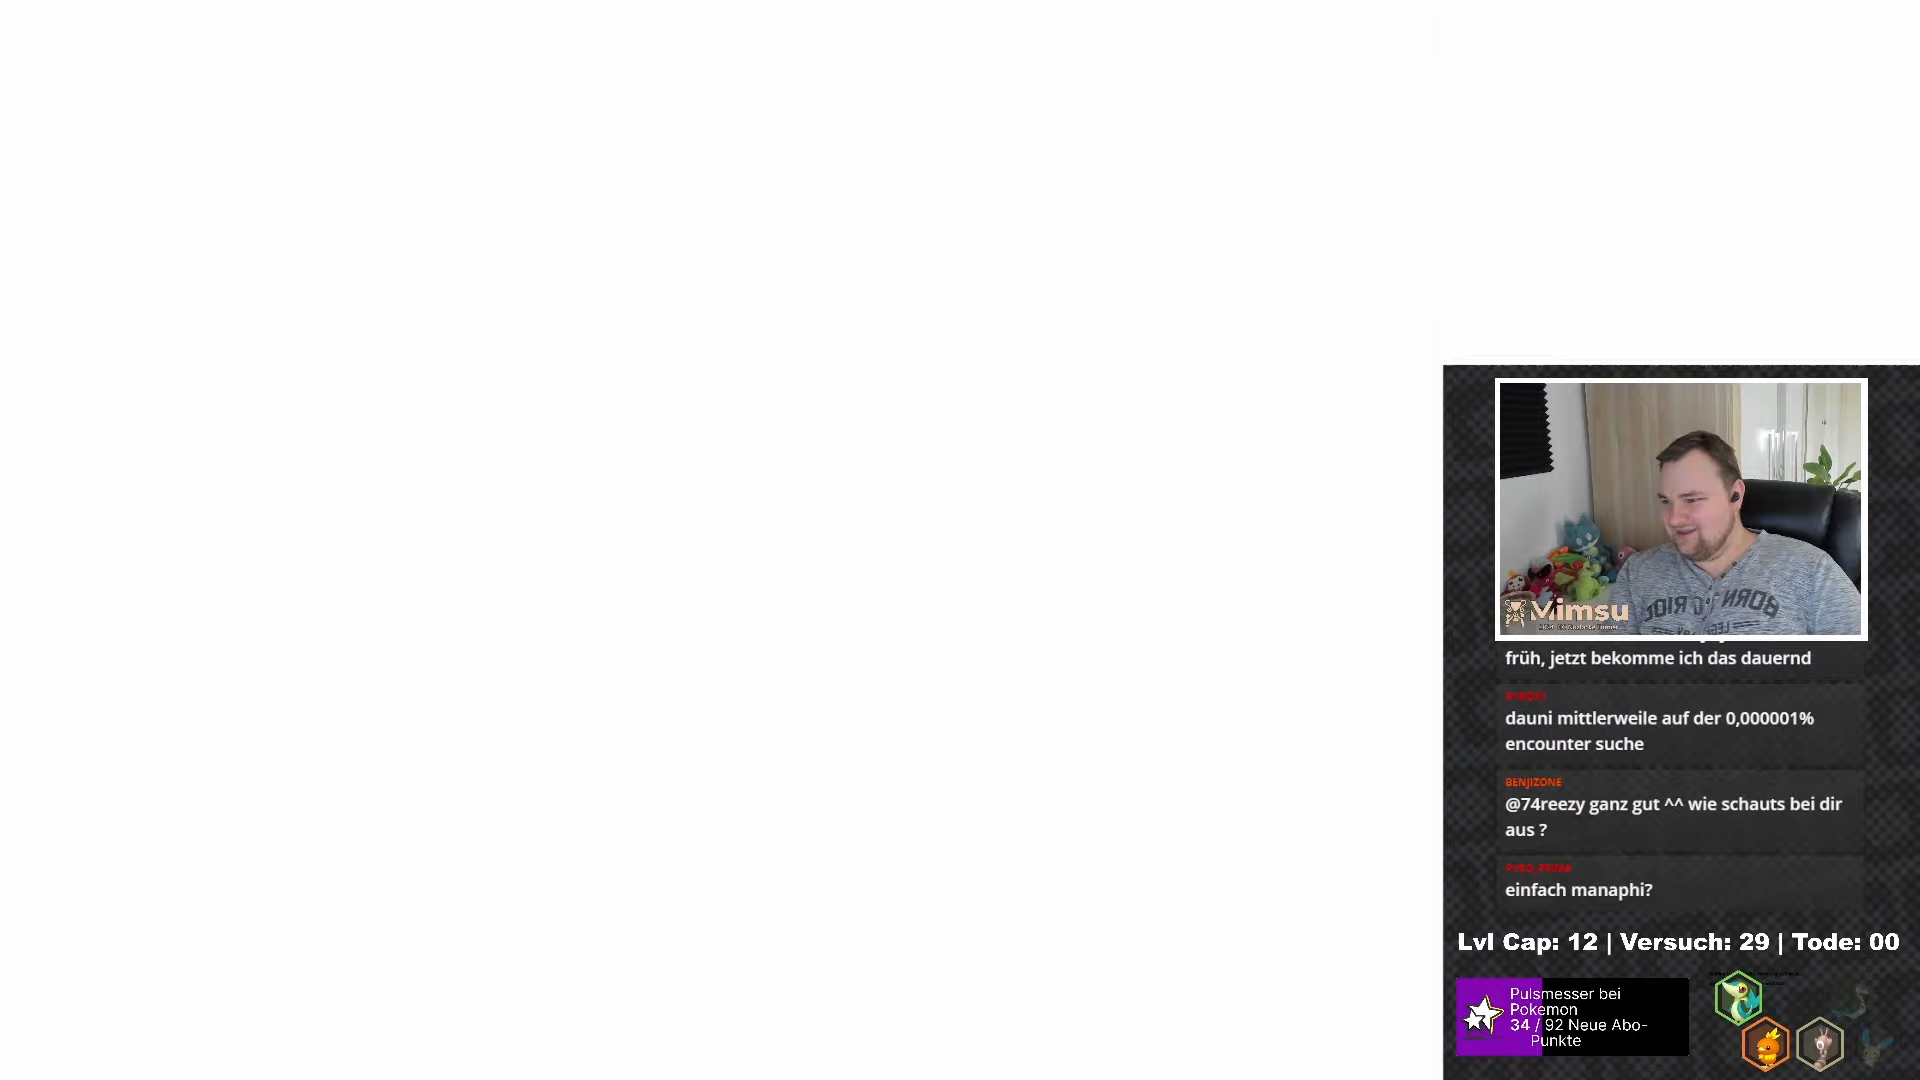 Mimsu
früh, jetzt bekomme ich das dauernd
dauni mittlerweile auf der 0,000001%
encounter suche
BENJIZONE
@74reezy ganz gut ^^ wie schauts bei dir
aus ?
PYRO_PRIMA
einfach manaphi?
Lvl Cap: 12 | Versuch: 29 | Tode: 00
Pulsmesser bei
Pokemon
34 / 92 Neue Abo-
Punkte